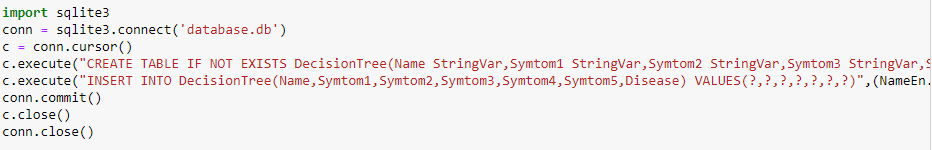 import sqlite3
conn = sqlite3.connect('database.db')
c = conn.cursor()
c.execute("CREATE TABLE IF NOT EXISTS DecisionTree(Name StringVar,Symtom1 StringVar,Symtom2 StringVar,Symtom3 StringVar,S
c.execute("INSERT INTO DecisionTree(Name,Symtom1,Symtom2,Symtom3,Symtom4,Symtom5,Disease) VALUES(?,?,?,?,?,?,?)",(NameEn.
conn.commit()
c.close()
conn.close()